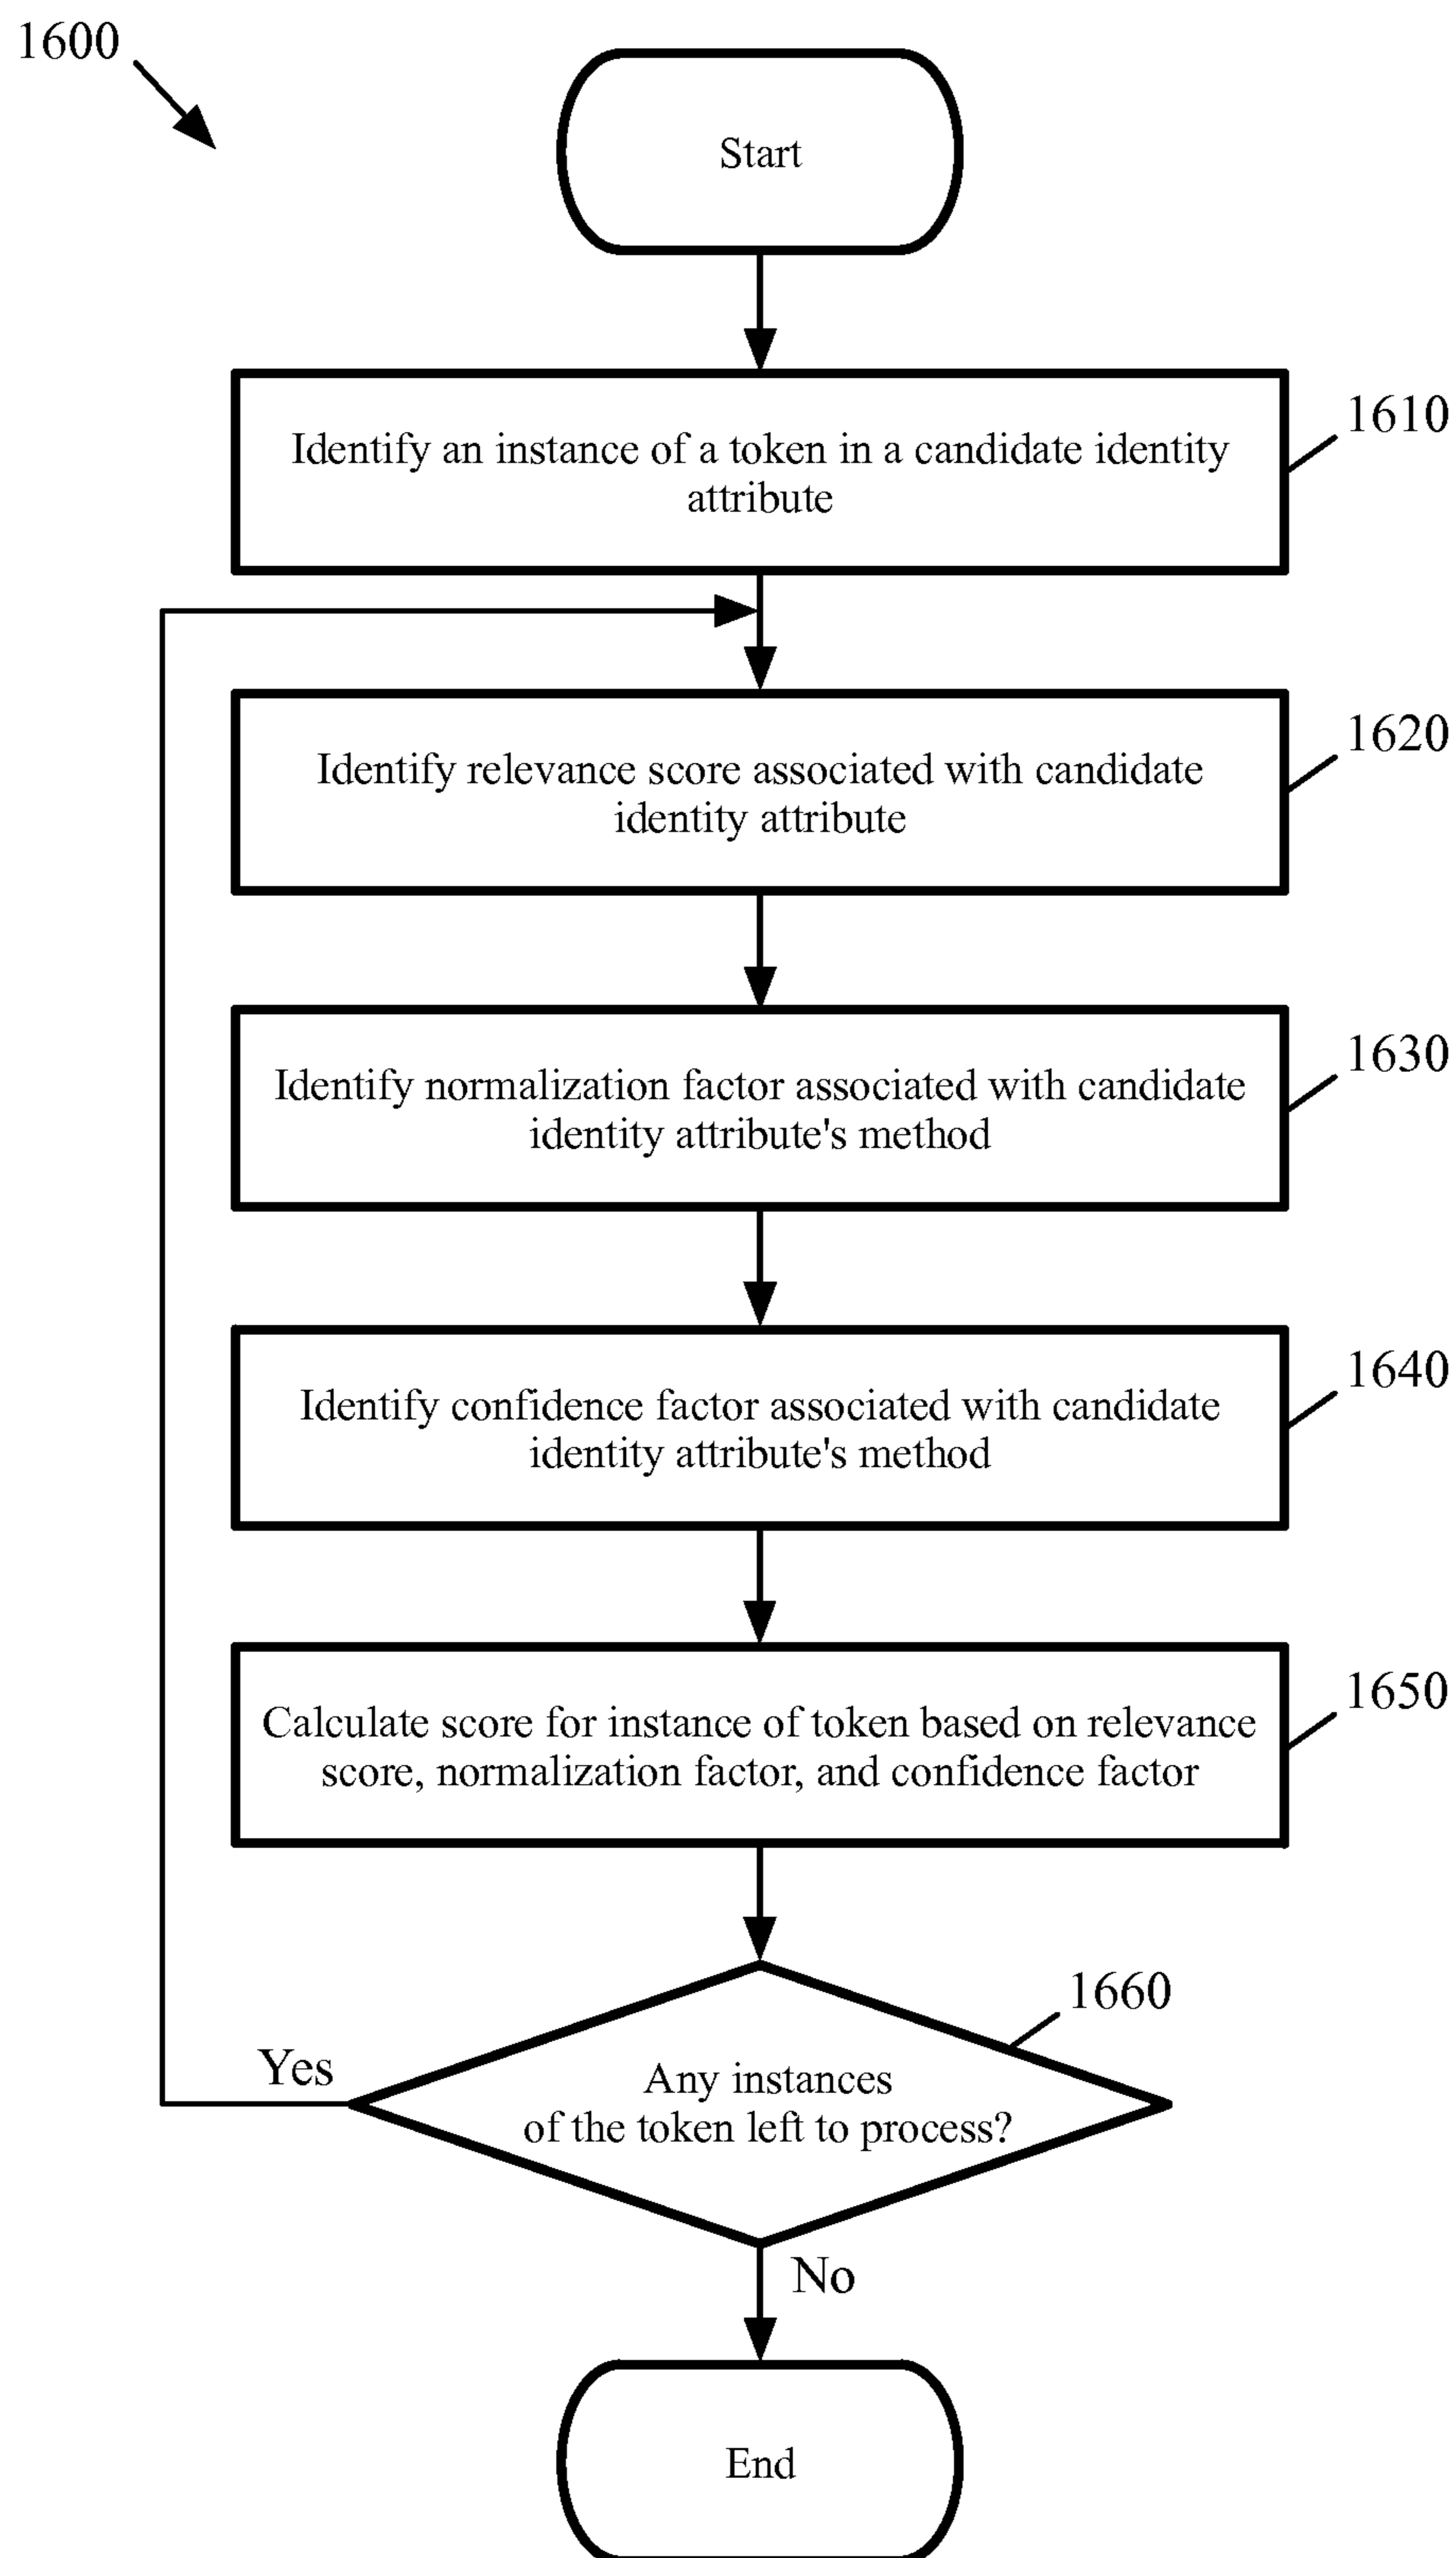 1600
Start
Identify an instance of a token in a candidate identity
attribute
1610
Identify relevance score associated with candidate
identity attribute
1620
Identify normalization factor associated with candidate
identity attribute's method
1630
Identify confidence factor associated with candidate
identity attribute's method
1640
Calculate score for instance of token based on relevance
score, normalization factor, and confidence factor
1650
1660
Any instances
of the token left to process?
Yes
No
End